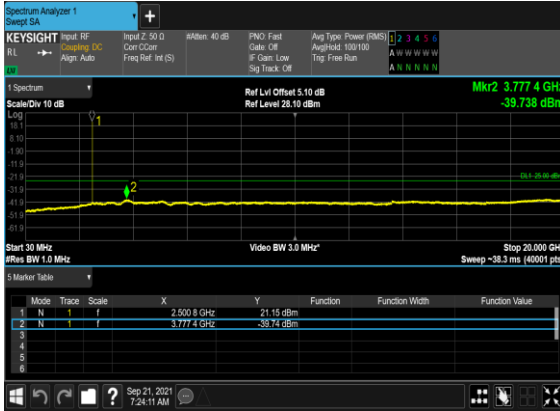 Spectrum Analyzer 1
Swept SA
+
KEYSIGHT Input: RF Input Z: 50 Ω #Atten: 40 dB PNO: Fast Avg Type: Power (RMS) 1 2 3 4 5 6
RL Coupling: DC Corr CCorr Gate: Off Avg|Hold: 100/100 A W W W W W
Align: Auto Freq Ref: Int (S) IF Gain: Low Trig: Free Run
Sig Track: Off A N N N N N
1 Spectrum Ref Lvl Offset 5.10 dB Mkr2 3.777 4 GHz
Scale/Div 10 dB Ref Level 28.10 dBm -39.738 dBm
Log
18.1
8.10
-1.90
-11.9
-21.9
-31.9
-41.9
-51.9
-61.9
1
DL1 -25.00 dBm
2
Start 30 MHz Video BW 3.0 MHz* Stop 20.000 GH
#Res BW 1.0 MHz Sweep ~38.3 ms (40001 pts
5 Marker Table
Mode Trace Scale X Y Function Function Width Function Value
1 N 1 f 2.500 8 GHz 21.15 dBm
2 N 1 f 3.777 4 GHz -39.74 dBm
3
4
5
6
? Sep 21, 2021
7:24:11 AM